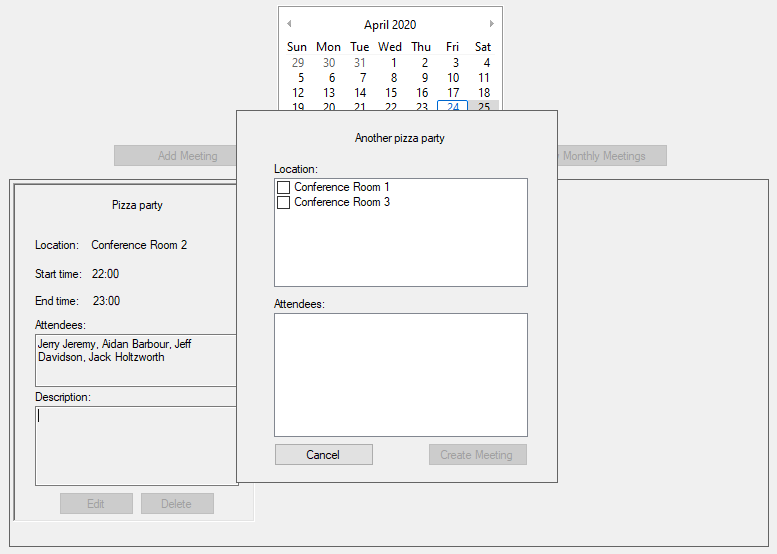 April 2020
Sun Mon Tue Wed Thu Fri Sat
29 30 31 1 2 3 4
5 6 7 8 9 10 11
12 13 14 15 16 17 18
19 20 21 22 23 24 25
Add Meeting
Monthly Meetings
Pizza party
Location: Conference Room 2
Start time: 22:00
End time: 23:00
Attendees:
Jerry Jeremy, Aidan Barbour, Jeff
Davidson, Jack Holtzworth
Description:
Edit Delete
Another pizza party
Location:
Conference Room 1
Conference Room 3
Attendees:
Cancel Create Meeting